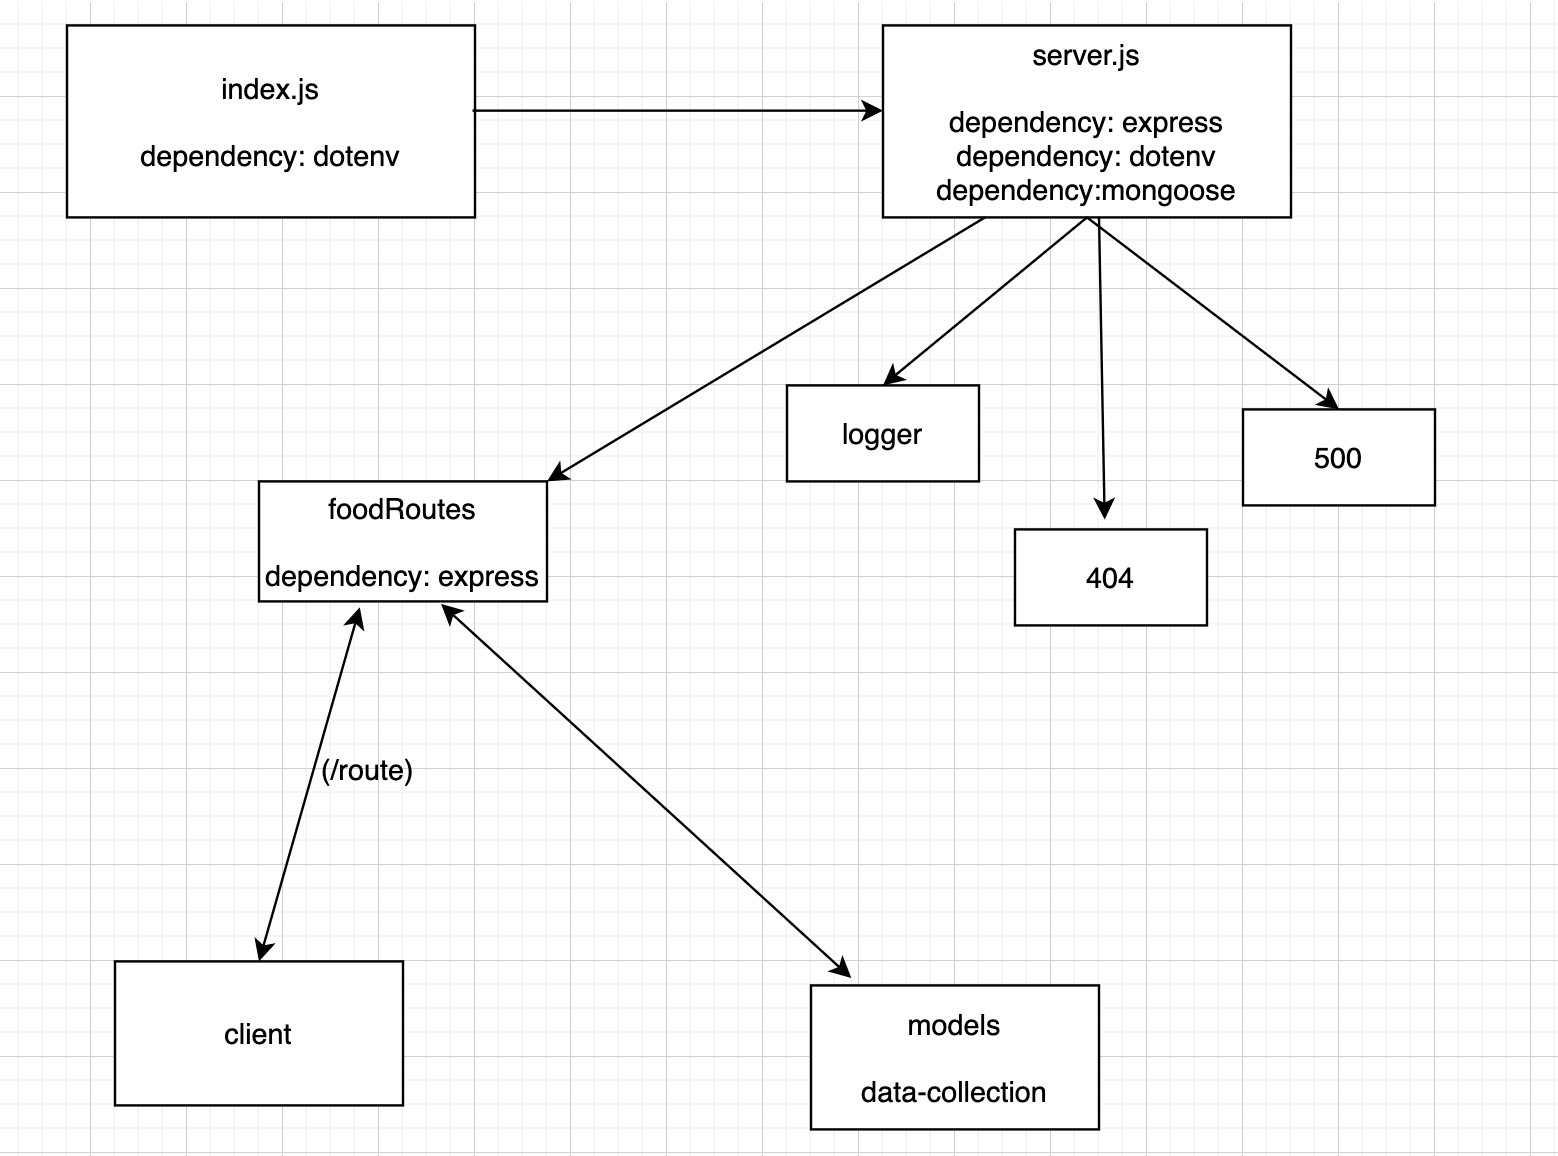 index.js
dependency: dotenv
server.js
dependency: express
dependency: dotenv
dependency:mongoose
logger
500
foodRoutes
dependency: express
404
(/route)
client
models
data-collection